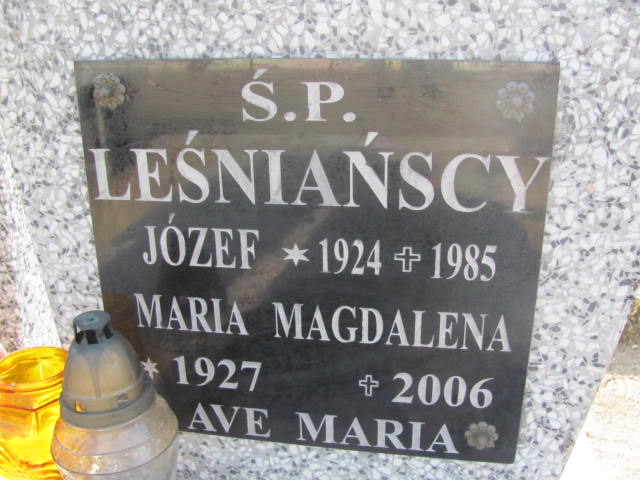 Ś.P.
LEŚNIAŃSCY
JÓZEF * 1924 + 1985
MARIA MAGDALENA
* 1927 + 2006
AVE MARIA